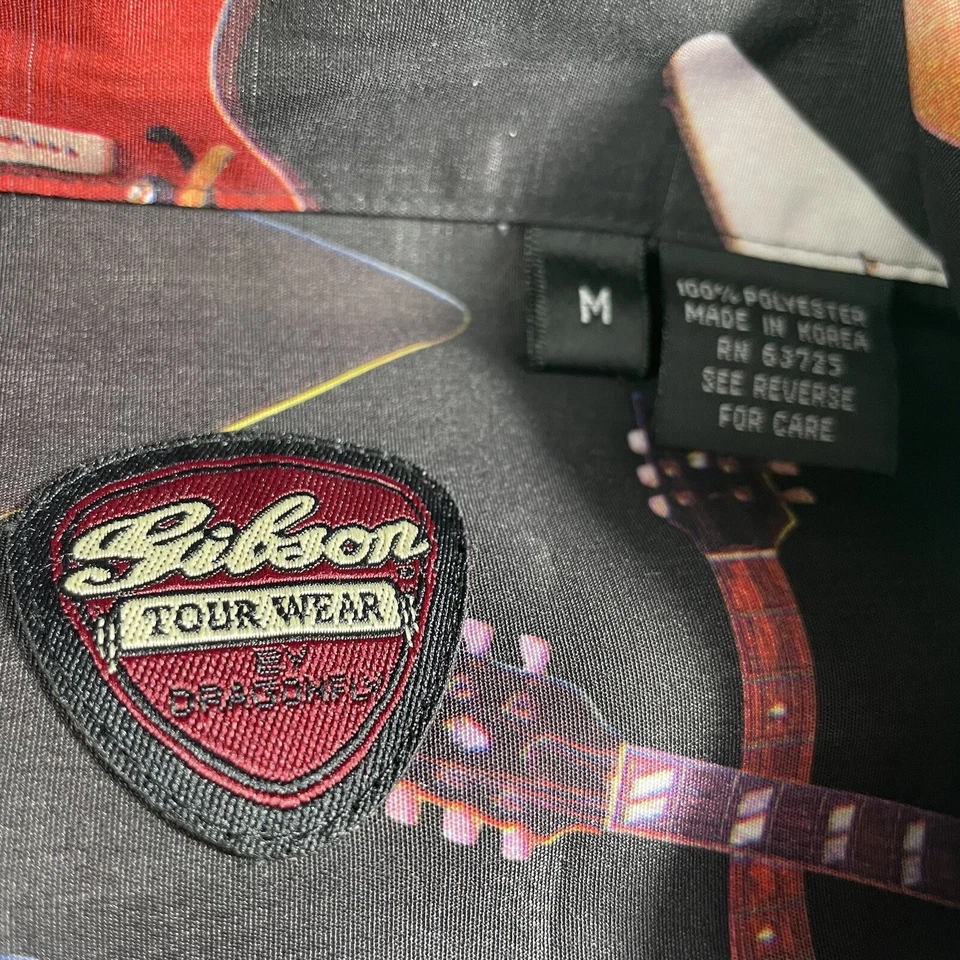 M
100% POLYESTER
MADE IN KOREA
RN 63725
SEE REVERSE
FOR CARE
Gibson
TOUR WEAR
BY
DRAGONFLY